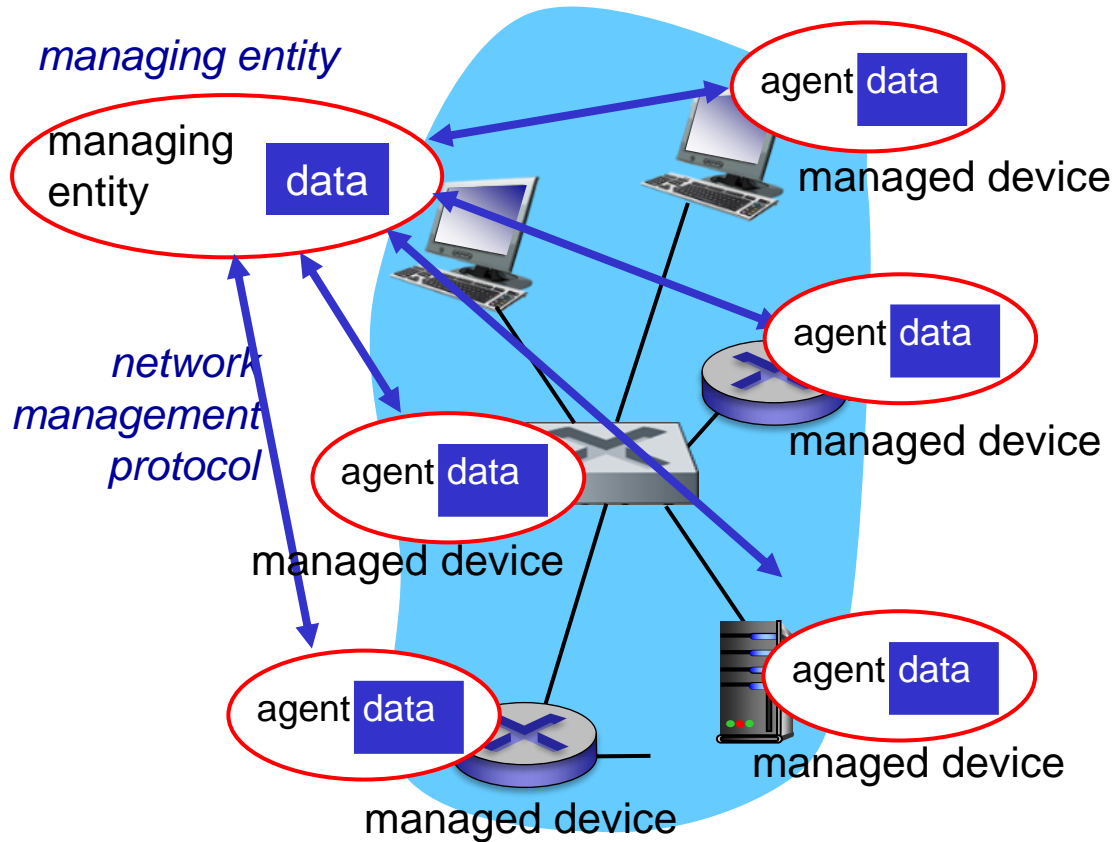 managing entity
managing
entity
data
agent data
managed device
agent data
managed device
network
management
protocol
agent data
managed device
agent data
managed device
agent data
managed device